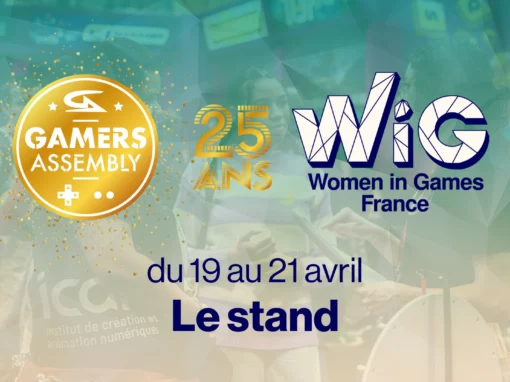 GAMERS
ASSEMBLY
25
ANS
WiG
Women in Games
France
du 19 au 21 avril
Le stand
ica
institut de création et
animation numérique